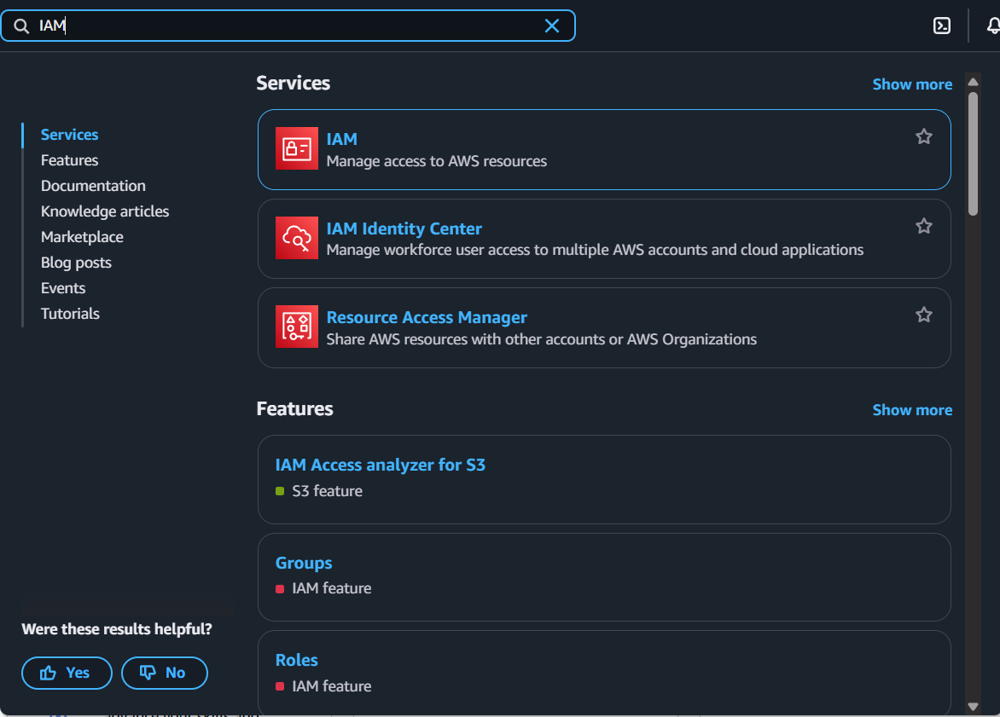 IAM
Services
Features
Documentation
Knowledge articles
Marketplace
Blog posts
Events
Tutorials
Were these results helpful?
Yes
No
Services
Show more
IAM
Manage access to AWS resources
IAM Identity Center
Manage workforce user access to multiple AWS accounts and cloud applications
Resource Access Manager
Share AWS resources with other accounts or AWS Organizations
Features
Show more
IAM Access analyzer for S3
S3 feature
Groups
IAM feature
Roles
IAM feature